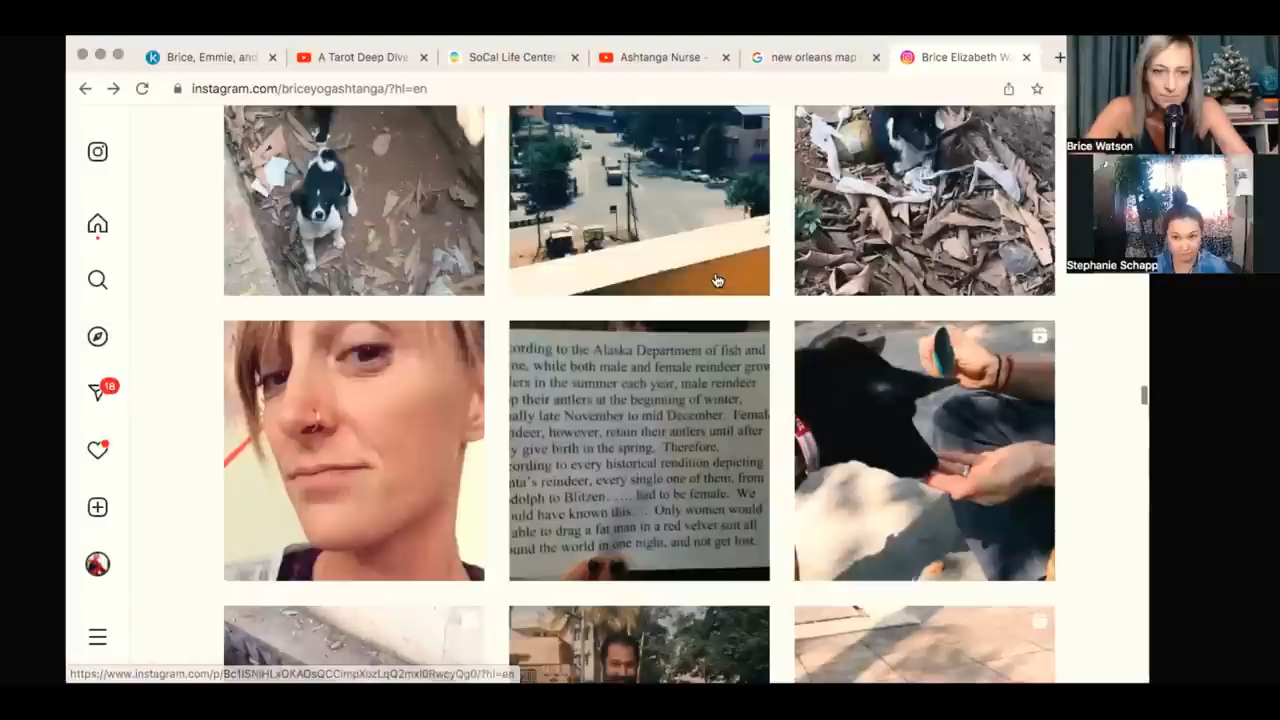 Brice, Emmie, and
A Tarot Deep Dive
SoCal Life Center
Ashtanga Nurse -
new orleans map
Brice Elizabeth W
instagram.com/briceyogashtanga/?hl=en
Brice Watson
Stephanie Schapp
18
cording to the Alaska Department of fish and
ne, while both male and female reindeer grow
lers in the summer each year, male reindeer
p their antlers at the beginning of winter,
ally late November to mid December. Femal
ndeer, however, retain their antlers until after
y give birth in the spring. Therefore,
cording to every historical rendition depicting
nta's reindeer, every single one of them, from
dolph to Blitzen..... had to be female. We
uld have known this... Only women would
able to drag a fat man in a red velvet suit all
ound the world in one night, and not get lost.